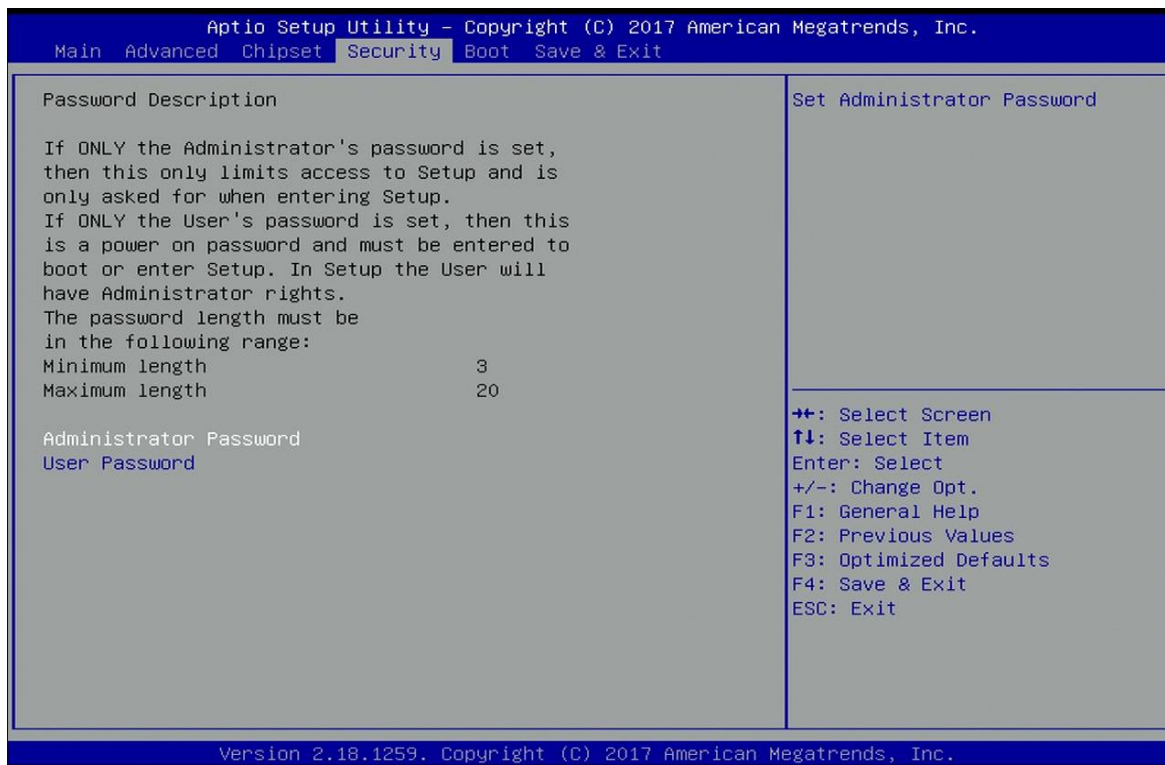 Aptio Setup Utility – Copyright (C) 2017 American Megatrends, Inc.
Main Advanced Chipset Security Boot Save & Exit
Password Description
If ONLY the Administrator's password is set,
then this only limits access to Setup and is
only asked for when entering Setup.
If ONLY the User's password is set, then this
is a power on password and must be entered to
boot or enter Setup. In Setup the User will
have Administrator rights.
The password length must be
in the following range:
Minimum length 3
Maximum length 20
Administrator Password
User Password
Set Administrator Password
→←: Select Screen
↑↓: Select Item
Enter: Select
+/-: Change Opt.
F1: General Help
F2: Previous Values
F3: Optimized Defaults
F4: Save & Exit
ESC: Exit
Version 2.18.1259. Copyright (C) 2017 American Megatrends, Inc.